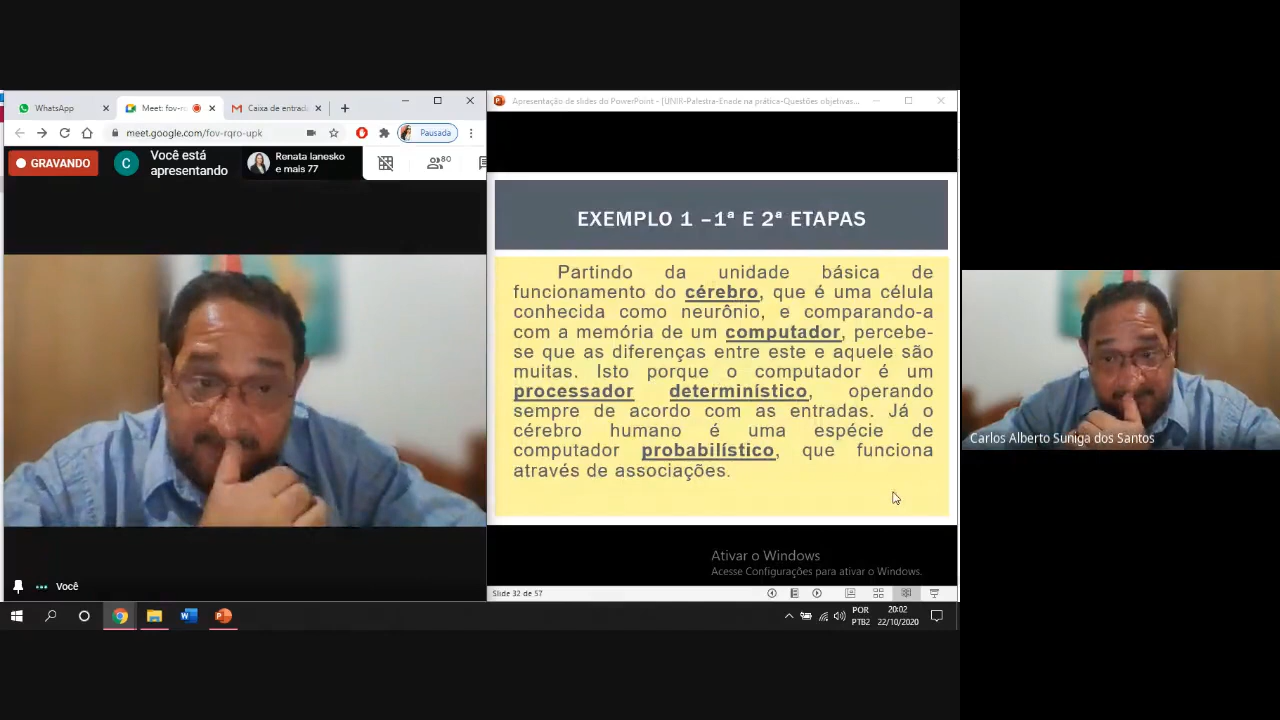 WhatsApp
Meet: fov-rq
Caixa de entrad
meet.google.com/fov-rqro-upk
Pausada
GRAVANDO
C
Você está
apresentando
Renata Ianesko
e mais 77
80
Você
Apresentação de slides do PowerPoint - [UNIR-Palestra-Enade na prática-Questões objetivas...
EXEMPLO 1 –1ª E 2ª ETAPAS
Partindo da unidade básica de
funcionamento do cérebro, que é uma célula
conhecida como neurônio, e comparando-a
com a memória de um computador, percebe-
se que as diferenças entre este e aquele são
muitas. Isto porque o computador é um
processador determinístico, operando
sempre de acordo com as entradas. Já o
cérebro humano é uma espécie de
computador probabilístico, que funciona
através de associações.
Ativar o Windows
Acesse Configurações para ativar o Windows.
Slide 32 de 57
POR
PTB2
20:02
22/10/2020
Carlos Alberto Suniga dos Santos